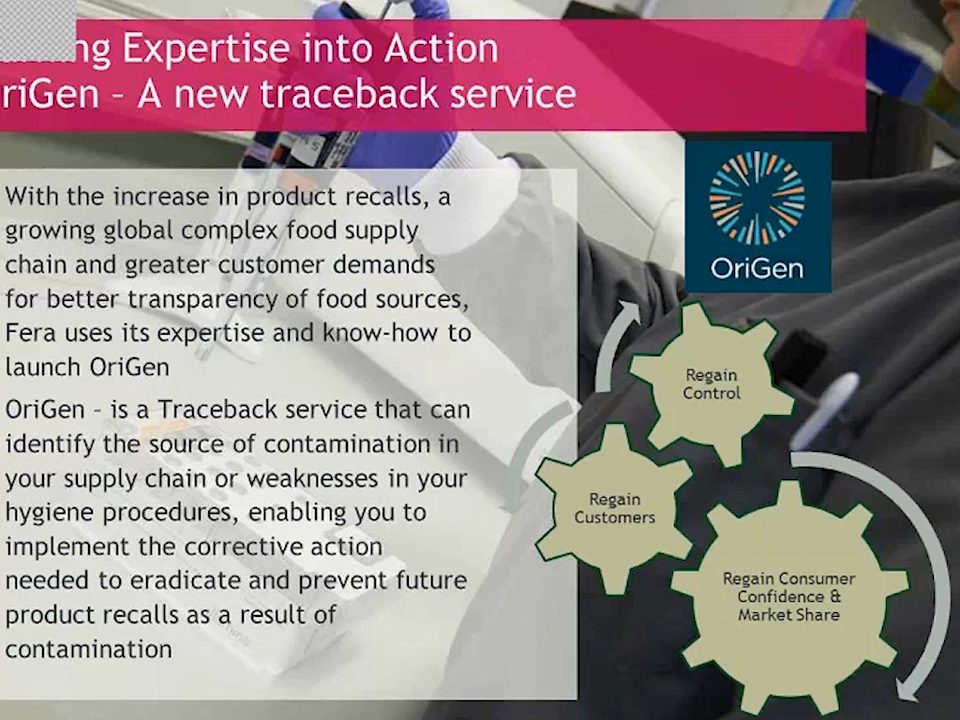 ng Expertise into Action
riGen – A new traceback service
With the increase in product recalls, a
growing global complex food supply
chain and greater customer demands
for better transparency of food sources,
Fera uses its expertise and know-how to
launch OriGen
OriGen – is a Traceback service that can
identify the source of contamination in
your supply chain or weaknesses in your
hygiene procedures, enabling you to
implement the corrective action
needed to eradicate and prevent future
product recalls as a result of
contamination
OriGen
Regain
Control
Regain
Customers
Regain Consumer
Confidence &
Market Share